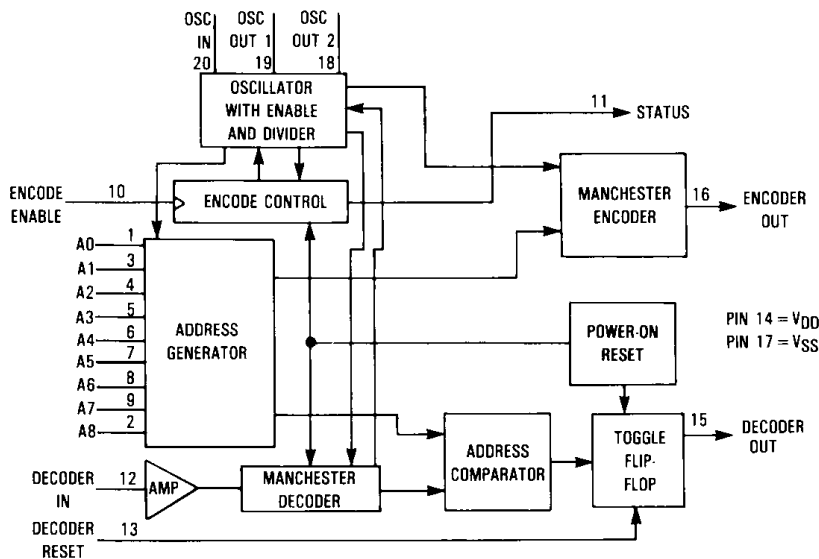 OSC OSC OSC
IN OUT 1 OUT 2
20 19 18
OSCILLATOR
WITH ENABLE
AND DIVIDER
11
STATUS
ENCODE
ENABLE
10
ENCODE CONTROL
MANCHESTER
ENCODER
16
ENCODER
OUT
A0 1
A1 3
A2 4
A3 5
A4 6
A5 7
A6 8
A7 9
A8 2
ADDRESS
GENERATOR
POWER-ON
RESET
PIN 14 = VDD
PIN 17 = VSS
ADDRESS
COMPARATOR
TOGGLE
FLIP-
FLOP
15
DECODER
OUT
DECODER
IN
12
AMP
MANCHESTER
DECODER
DECODER
RESET
13